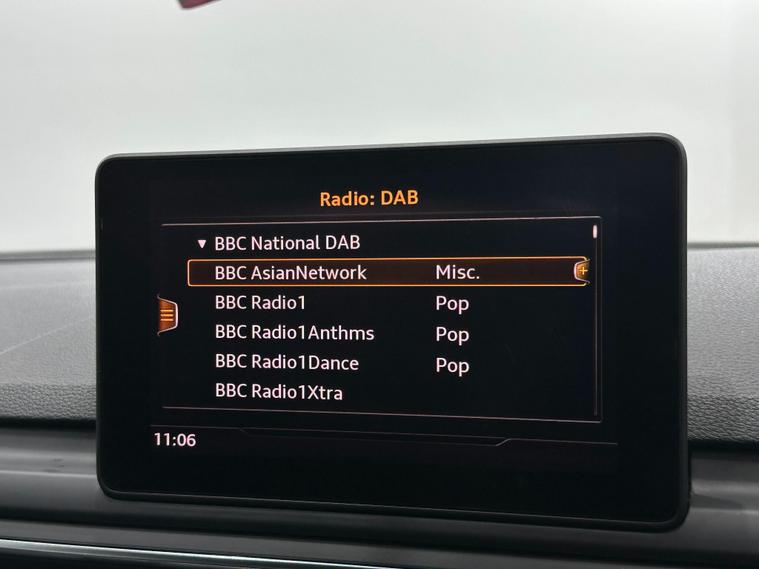 Radio: DAB
▼ BBC National DAB
BBC AsianNetwork Misc.
BBC Radio1 Pop
BBC Radio1Anthms Pop
BBC Radio1Dance Pop
BBC Radio1Xtra
11:06